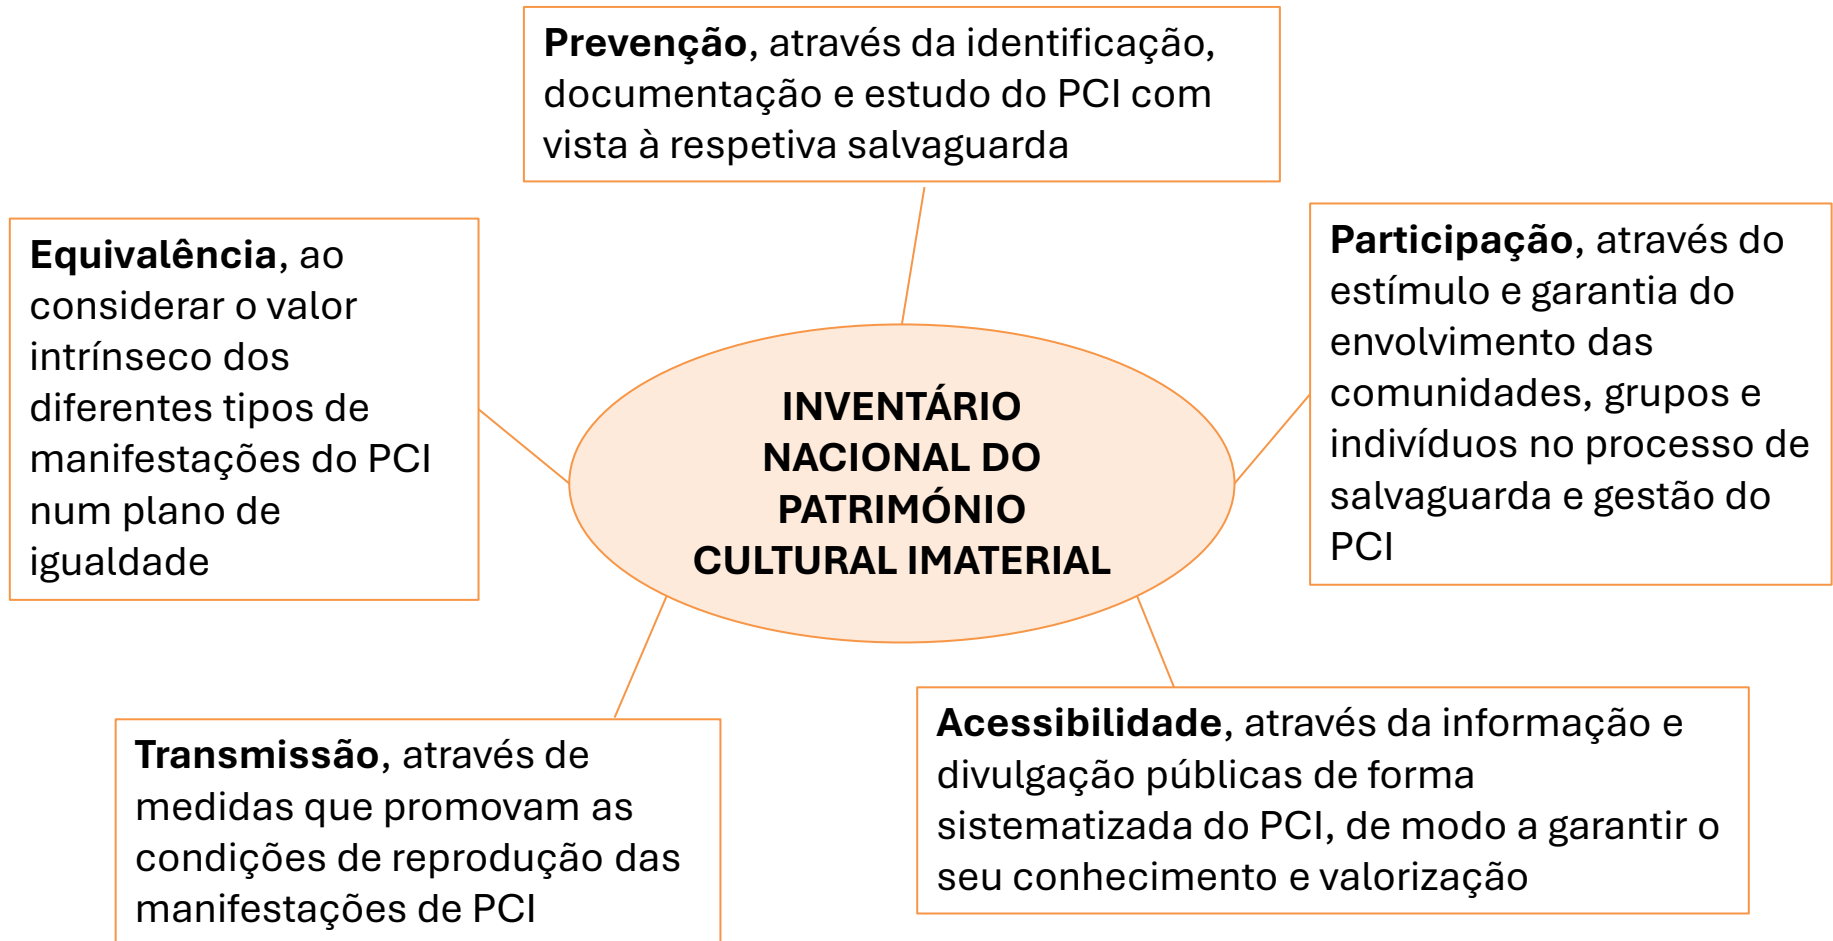 Prevenção, através da identificação,
documentação e estudo do PCI com
vista à respetiva salvaguarda
Equivalência, ao
considerar o valor
intrínseco dos
diferentes tipos de
manifestações do PCI
num plano de
igualdade
Participação, através do
estímulo e garantia do
envolvimento das
comunidades, grupos e
indivíduos no processo de
salvaguarda e gestão do
PCI
INVENTÁRIO
NACIONAL DO
PATRIMÓNIO
CULTURAL IMATERIAL
Transmissão, através de
medidas que promovam as
condições de reprodução das
manifestações de PCI
Acessibilidade, através da informação e
divulgação públicas de forma
sistematizada do PCI, de modo a garantir o
seu conhecimento e valorização